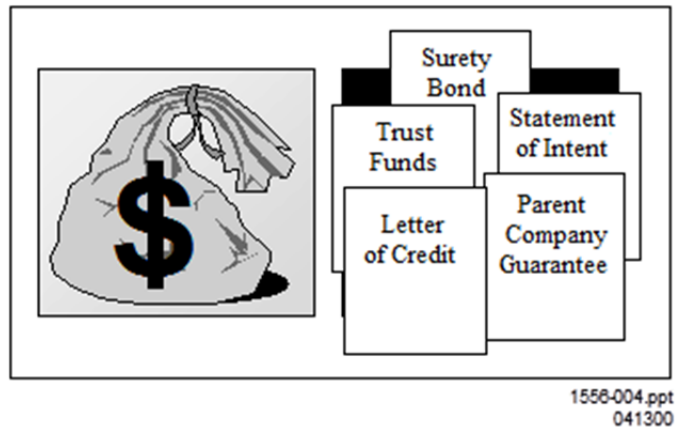 Surety
Bond
Trust
Funds
Statement
of Intent
Letter
of Credit
Parent
Company
Guarantee
$
1556-004.ppt
041300